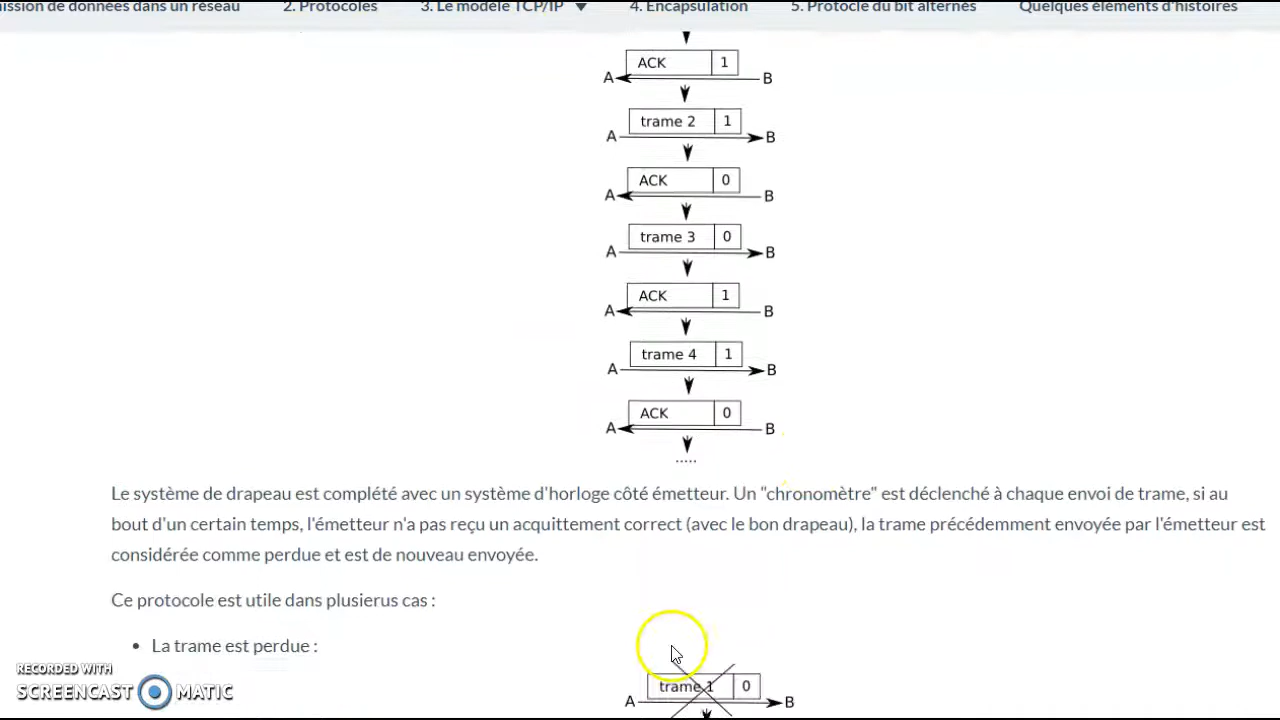 ission de données dans un réseau 2. Protocoles 3. Le modèle TCP/IP 4. Encapsulation 5. Protocle du bit alternés Quelques éléments d'histoires
ACK 1
A B
trame 2 1
A B
ACK 0
A B
trame 3 0
A B
ACK 1
A B
trame 4 1
A B
ACK 0
A B
.....
Le système de drapeau est complété avec un système d'horloge côté émetteur. Un "chronomètre" est déclenché à chaque envoi de trame, si au
bout d'un certain temps, l'émetteur n'a pas reçu un acquittement correct (avec le bon drapeau), la trame précédemment envoyée par l'émetteur est
considérée comme perdue et est de nouveau envoyée.
Ce protocole est utile dans plusierus cas :
• La trame est perdue :
trame 1 0
A B
RECORDED WITH
SCREENCAST MATIC